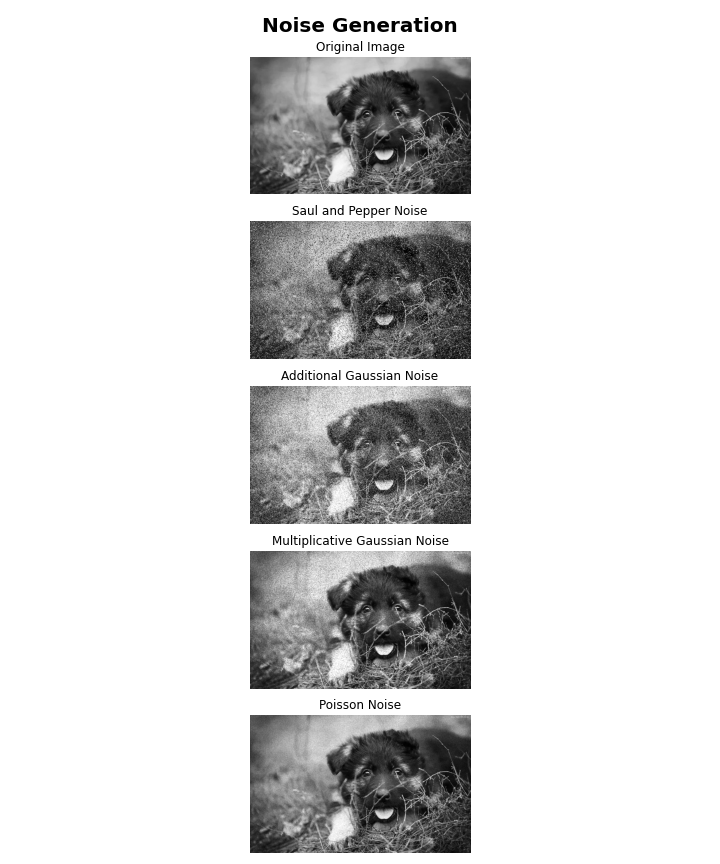 Noise Generation
Original Image
Saul and Pepper Noise
Additional Gaussian Noise
Multiplicative Gaussian Noise
Poisson Noise